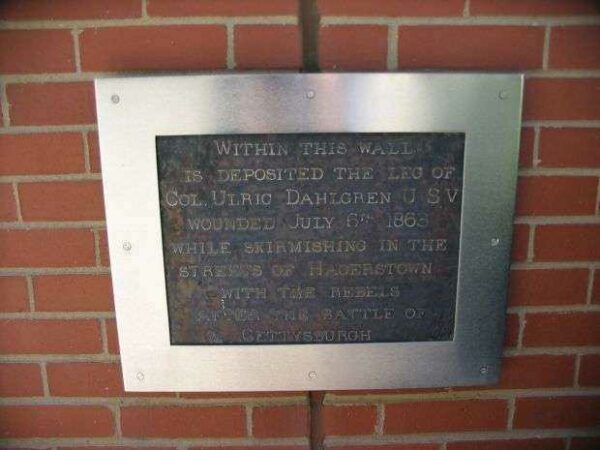 WITHIN THIS WALL
IS DEPOSITED THE LEG OF
COL. ULRIC DAHLGREN U.S.V.
WOUNDED JULY 6TH 1863
WHILE SKIRMISHING IN THE
STREETS OF HAGERSTOWN
WITH THE REBELS
AFTER THE BATTLE OF
GETTYSBURGH